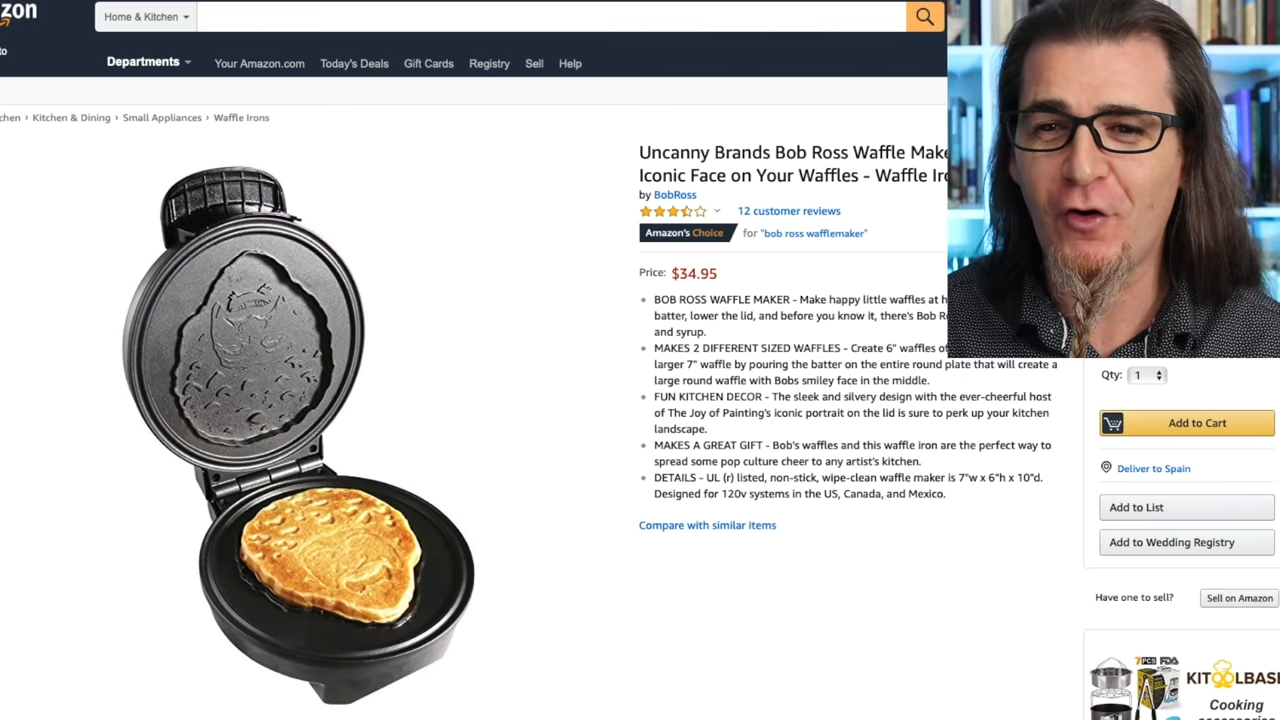 zon
Home & Kitchen
to
Departments
Your Amazon.com
Today's Deals
Gift Cards
Registry
Sell
Help
chen › Kitchen & Dining › Small Appliances › Waffle Irons
Uncanny Brands Bob Ross Waffle Make
Iconic Face on Your Waffles - Waffle Iro
by BobRoss
12 customer reviews
Amazon's Choice for "bob ross wafflemaker"
Price: $34.95
BOB ROSS WAFFLE MAKER - Make happy little waffles at h
batter, lower the lid, and before you know it, there's Bob R
and syrup.
MAKES 2 DIFFERENT SIZED WAFFLES - Create 6" waffles o
larger 7" waffle by pouring the batter on the entire round plate that will create a
large round waffle with Bobs smiley face in the middle.
FUN KITCHEN DECOR - The sleek and silvery design with the ever-cheerful host
of The Joy of Painting's iconic portrait on the lid is sure to perk up your kitchen
landscape.
MAKES A GREAT GIFT - Bob's waffles and this waffle iron are the perfect way to
spread some pop culture cheer to any artist's kitchen.
DETAILS - UL (r) listed, non-stick, wipe-clean waffle maker is 7"w x 6"h x 10"d.
Designed for 120v systems in the US, Canada, and Mexico.
Compare with similar items
Qty: 1
Add to Cart
Deliver to Spain
Add to List
Add to Wedding Registry
Have one to sell?
Sell on Amazon
7PCS FDA
KITOOLBASE
Cooking